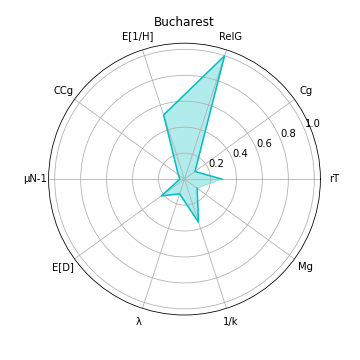 Bucharest
E[1/H]
RelG
CCg
Cg
1.0
0.8
0.6
0.4
0.2
μN-1
rT
E[D]
Mg
λ
1/k